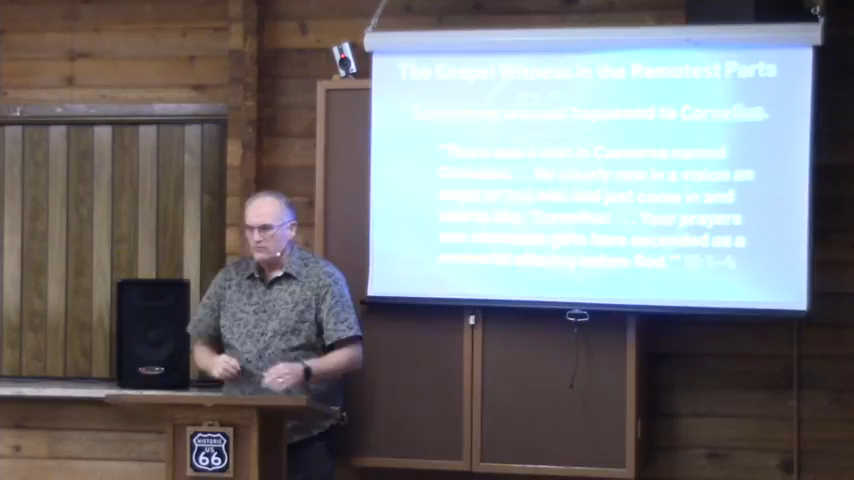 The Gospel Witness in the Remotest Parts
happened to Cornelius.
"There was a man in Caesarea named
Cornelius. . . . He clearly saw in a vision an
angel of God who had just come in and
said to him, "Cornelius! . . . Your prayers
and have ascended as a
memorial offering before God." 10:1–4
HISTORIC
US
66